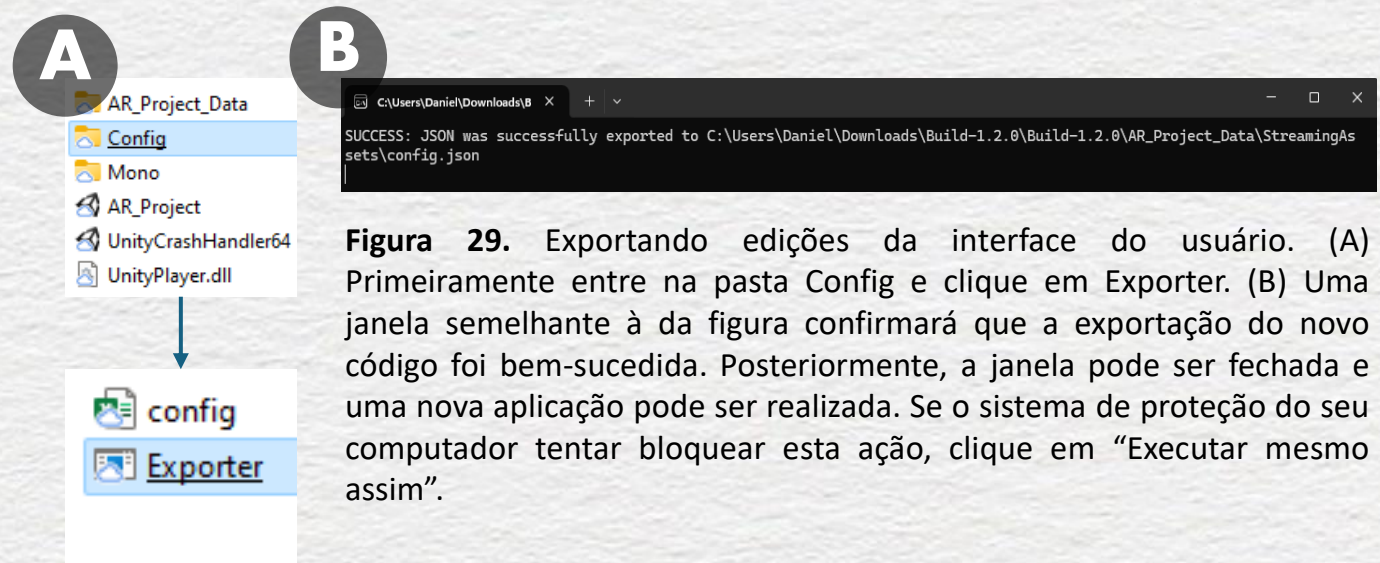 A
AR_Project_Data
Config
Mono
AR_Project
UnityCrashHandler64
UnityPlayer.dll
config
Exporter
B
C:\Users\Daniel\Downloads\B
SUCCESS: JSON was successfully exported to C:\Users\Daniel\Downloads\Build-1.2.0\Build-1.2.0\AR_Project_Data\StreamingAs
sets\config.json
Figura 29. Exportando edições da interface do usuário. (A)
Primeiramente entre na pasta Config e clique em Exporter. (B) Uma
janela semelhante à da figura confirmará que a exportação do novo
código foi bem-sucedida. Posteriormente, a janela pode ser fechada e
uma nova aplicação pode ser realizada. Se o sistema de proteção do seu
computador tentar bloquear esta ação, clique em “Executar mesmo
assim”.